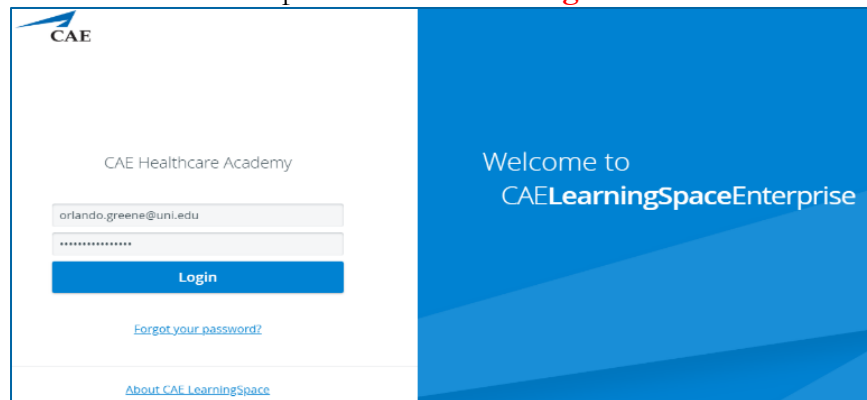 CAE
CAE Healthcare Academy
orlando.greene@uni.edu
••••••••••••••••
Login
Forgot your password?
About CAE LearningSpace
Welcome to
CAELearningSpaceEnterprise